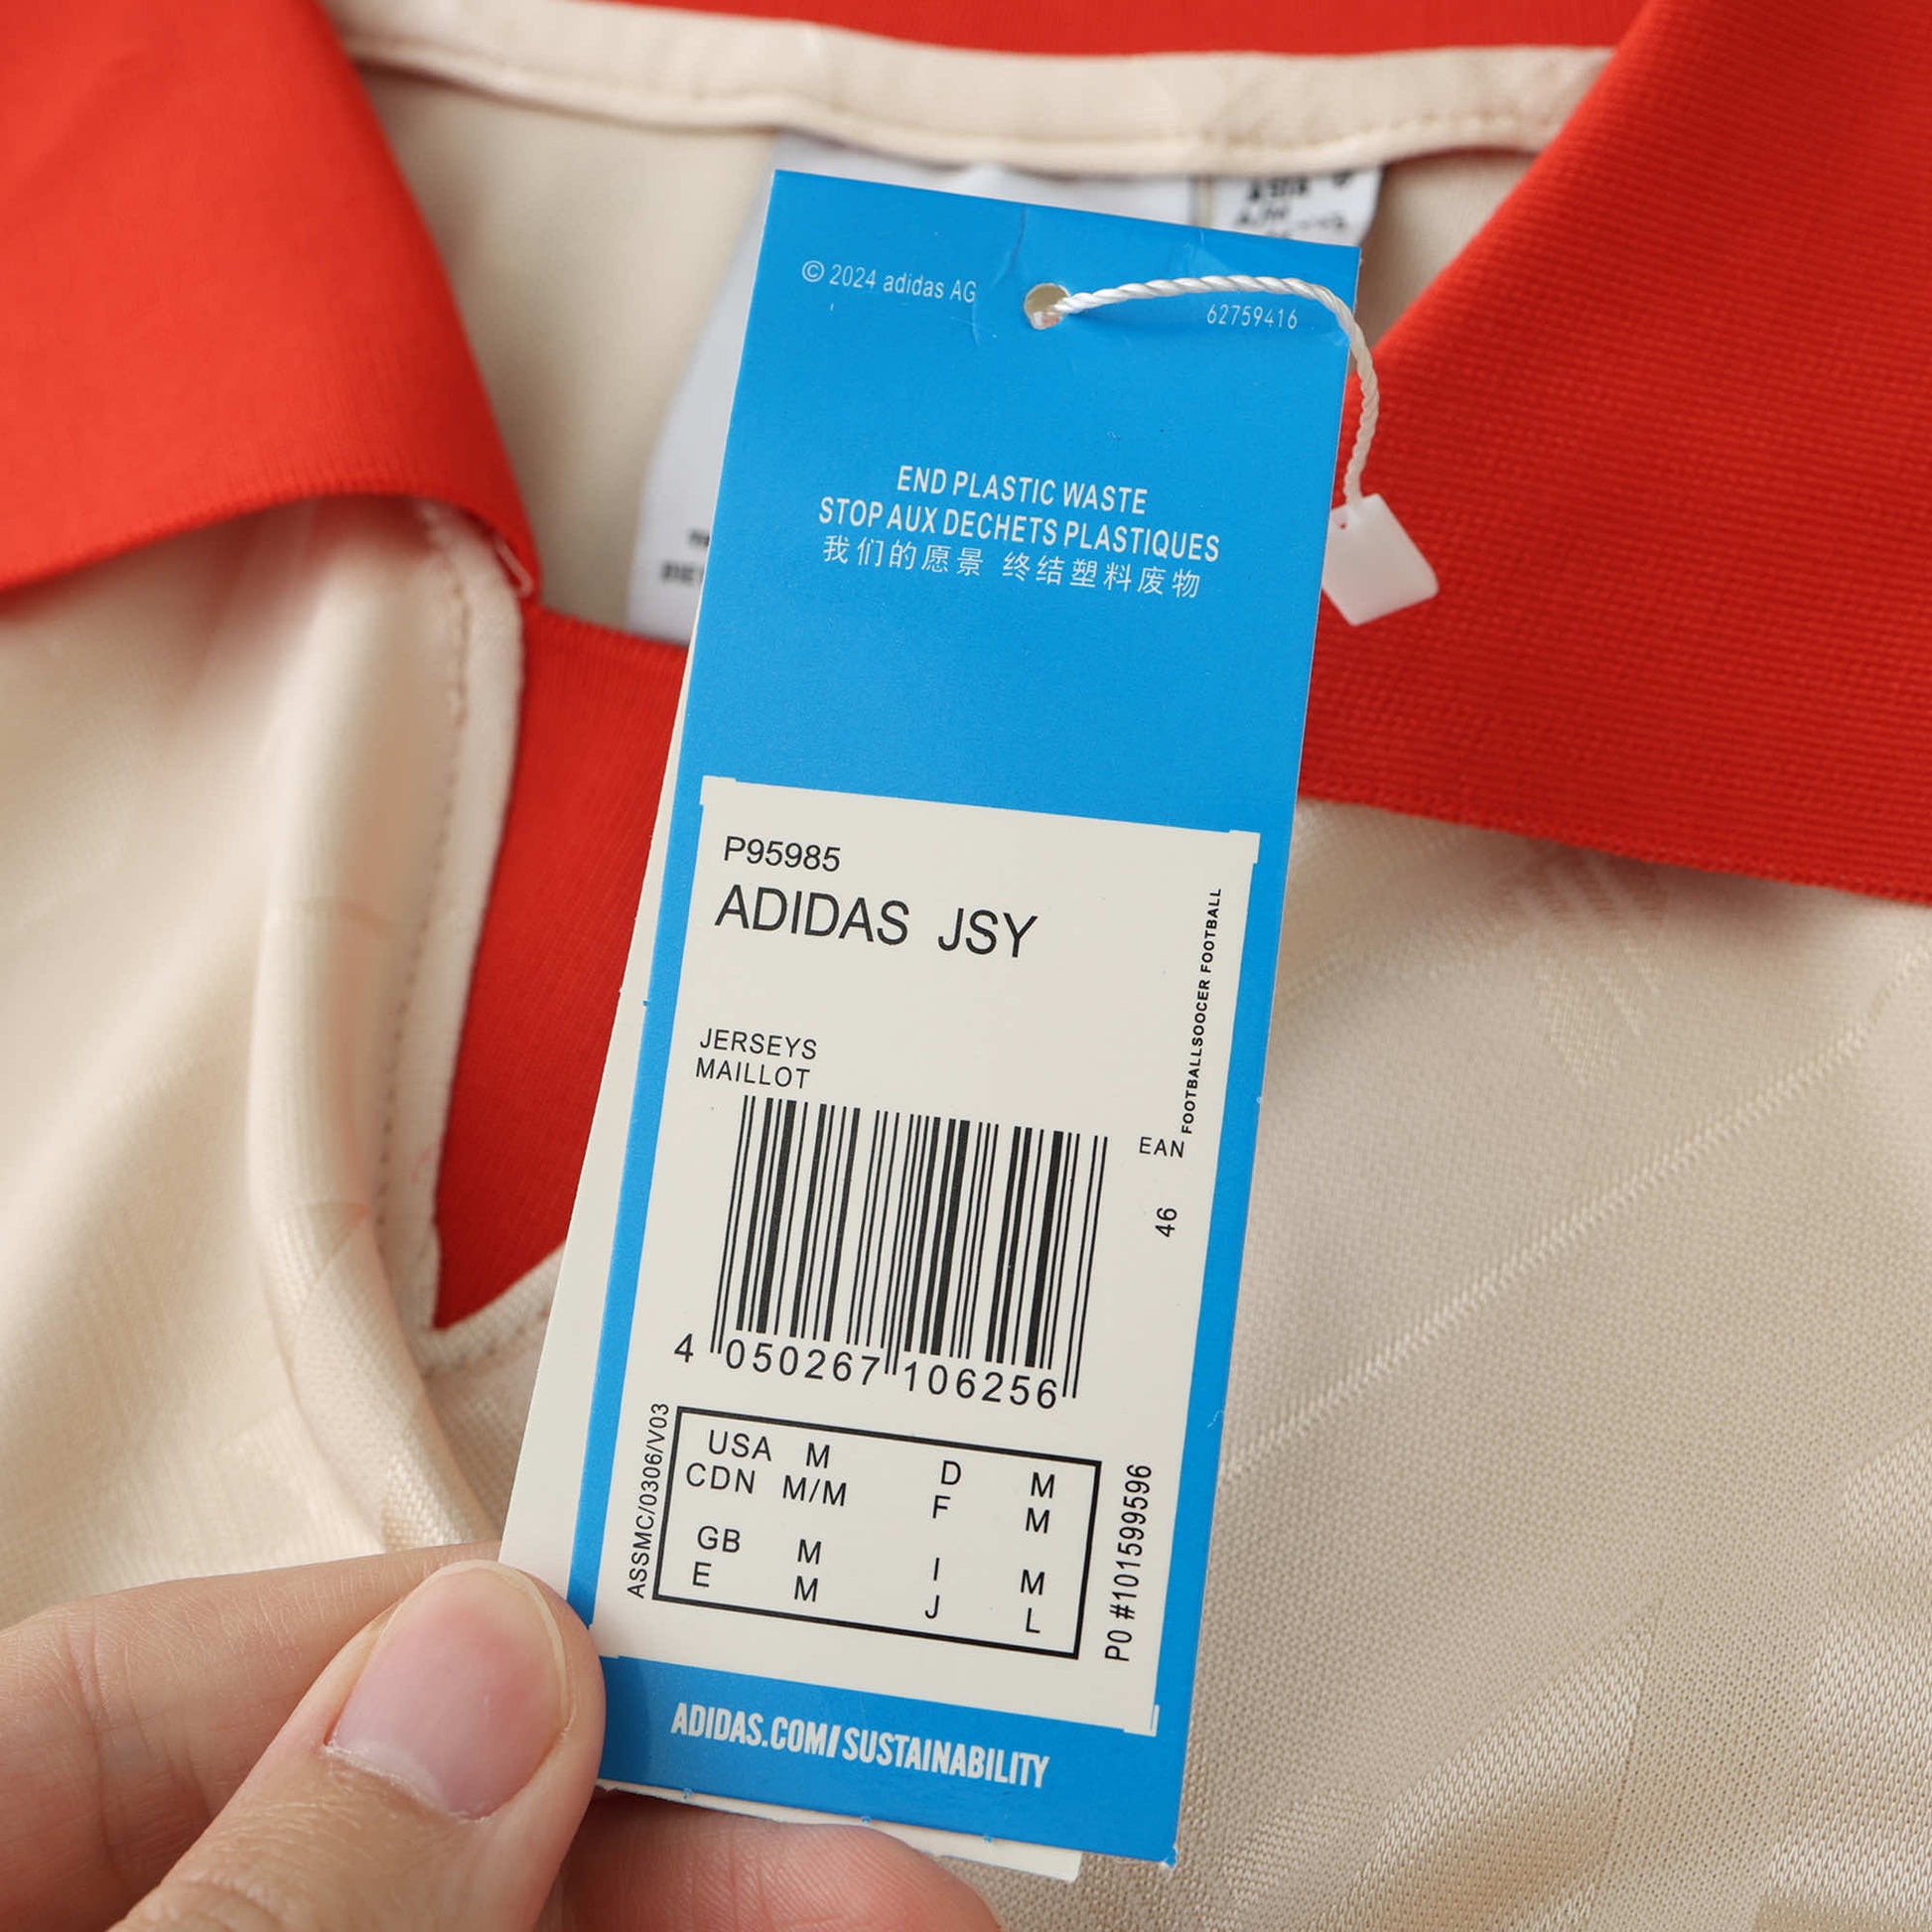 © 2024 adidas AG
62759416
END PLASTIC WASTE
STOP AUX DECHETS PLASTIQUES
我们的愿景 终结塑料废物
P95985
ADIDAS JSY
FOOTBALLSOOCER FOOTBALL
JERSEYS
MAILLOT
EAN
46
4 050267 106256
ASSMC/0306/V03
USA M D M
CDN M/M F M
GB M I M
E M J L
PO #101599596
ADIDAS.COM/SUSTAINABILITY